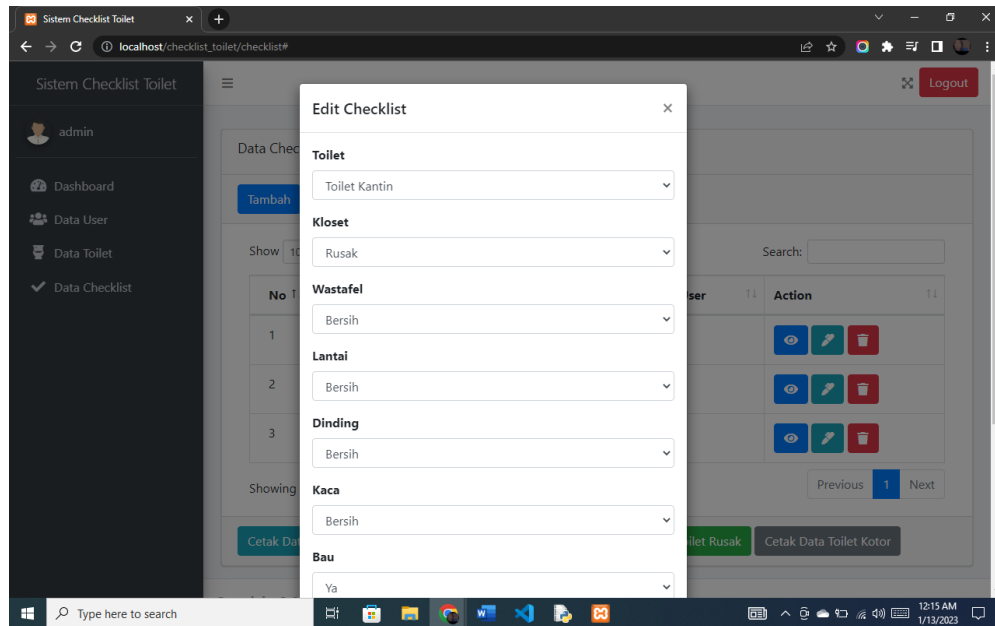 Sistem Checklist Toilet
localhost/checklist_toilet/checklist#
Sistem Checklist Toilet
Logout
admin
Dashboard
Data User
Data Toilet
Data Checklist
Data Chec
Tambah
Show 10
Search:
No
ser
Action
1
2
3
Showing
Previous 1 Next
Cetak Da
ilet Rusak
Cetak Data Toilet Kotor
Edit Checklist
×
Toilet
Toilet Kantin
Kloset
Rusak
Wastafel
Bersih
Lantai
Bersih
Dinding
Bersih
Kaca
Bersih
Bau
Ya
Type here to search
12:15 AM
1/13/2023